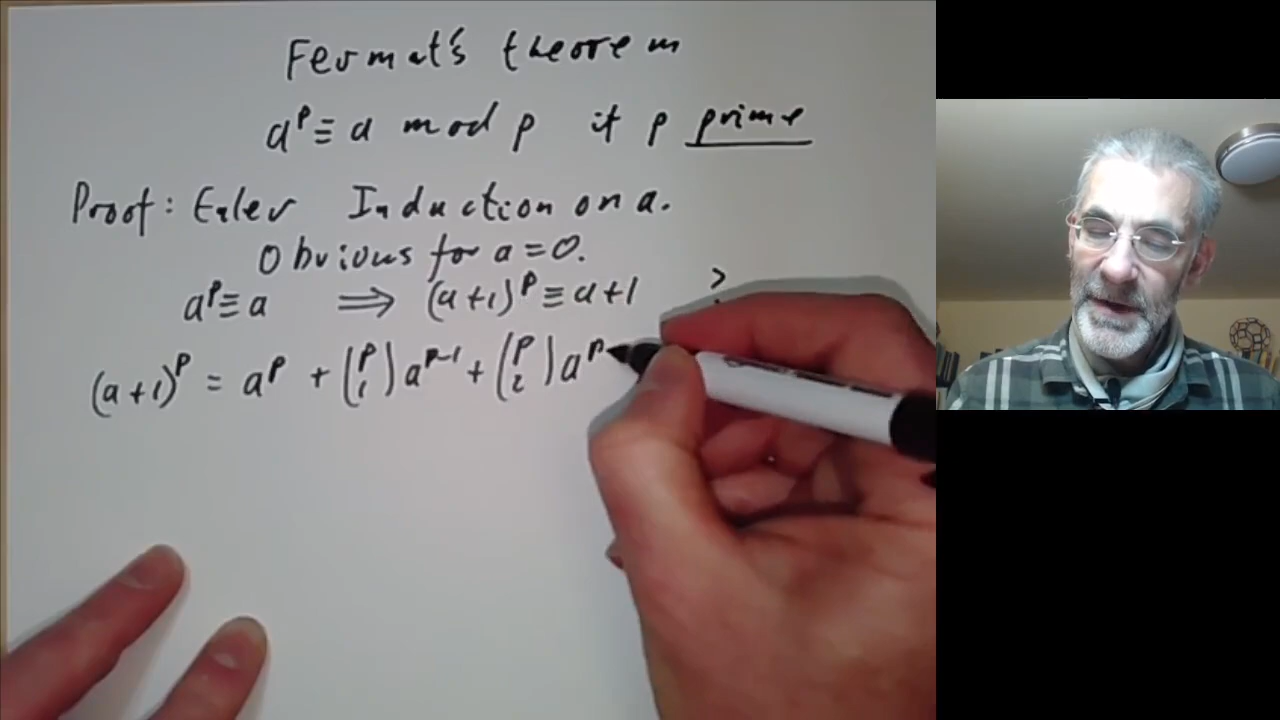 Fermat's theorem
a^p ≡ a mod p if p prime
Proof: Euler Induction on a.
Obvious for a = 0.
a^p ≡ a ⟹ (a+1)^p ≡ a+1 ?
(a+1)^p = a^p + (p 1) a^{p-1} + (p 2) a^p